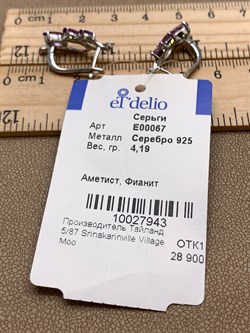 el'delio
Серьги
Арт E00067
Металл Серебро 925
Вес, гр. 4,19
Аметист, Фианит
10027943
Производитель Тайланд
5/87 Srinakarinville Village
Moo
ОТК1
28 900